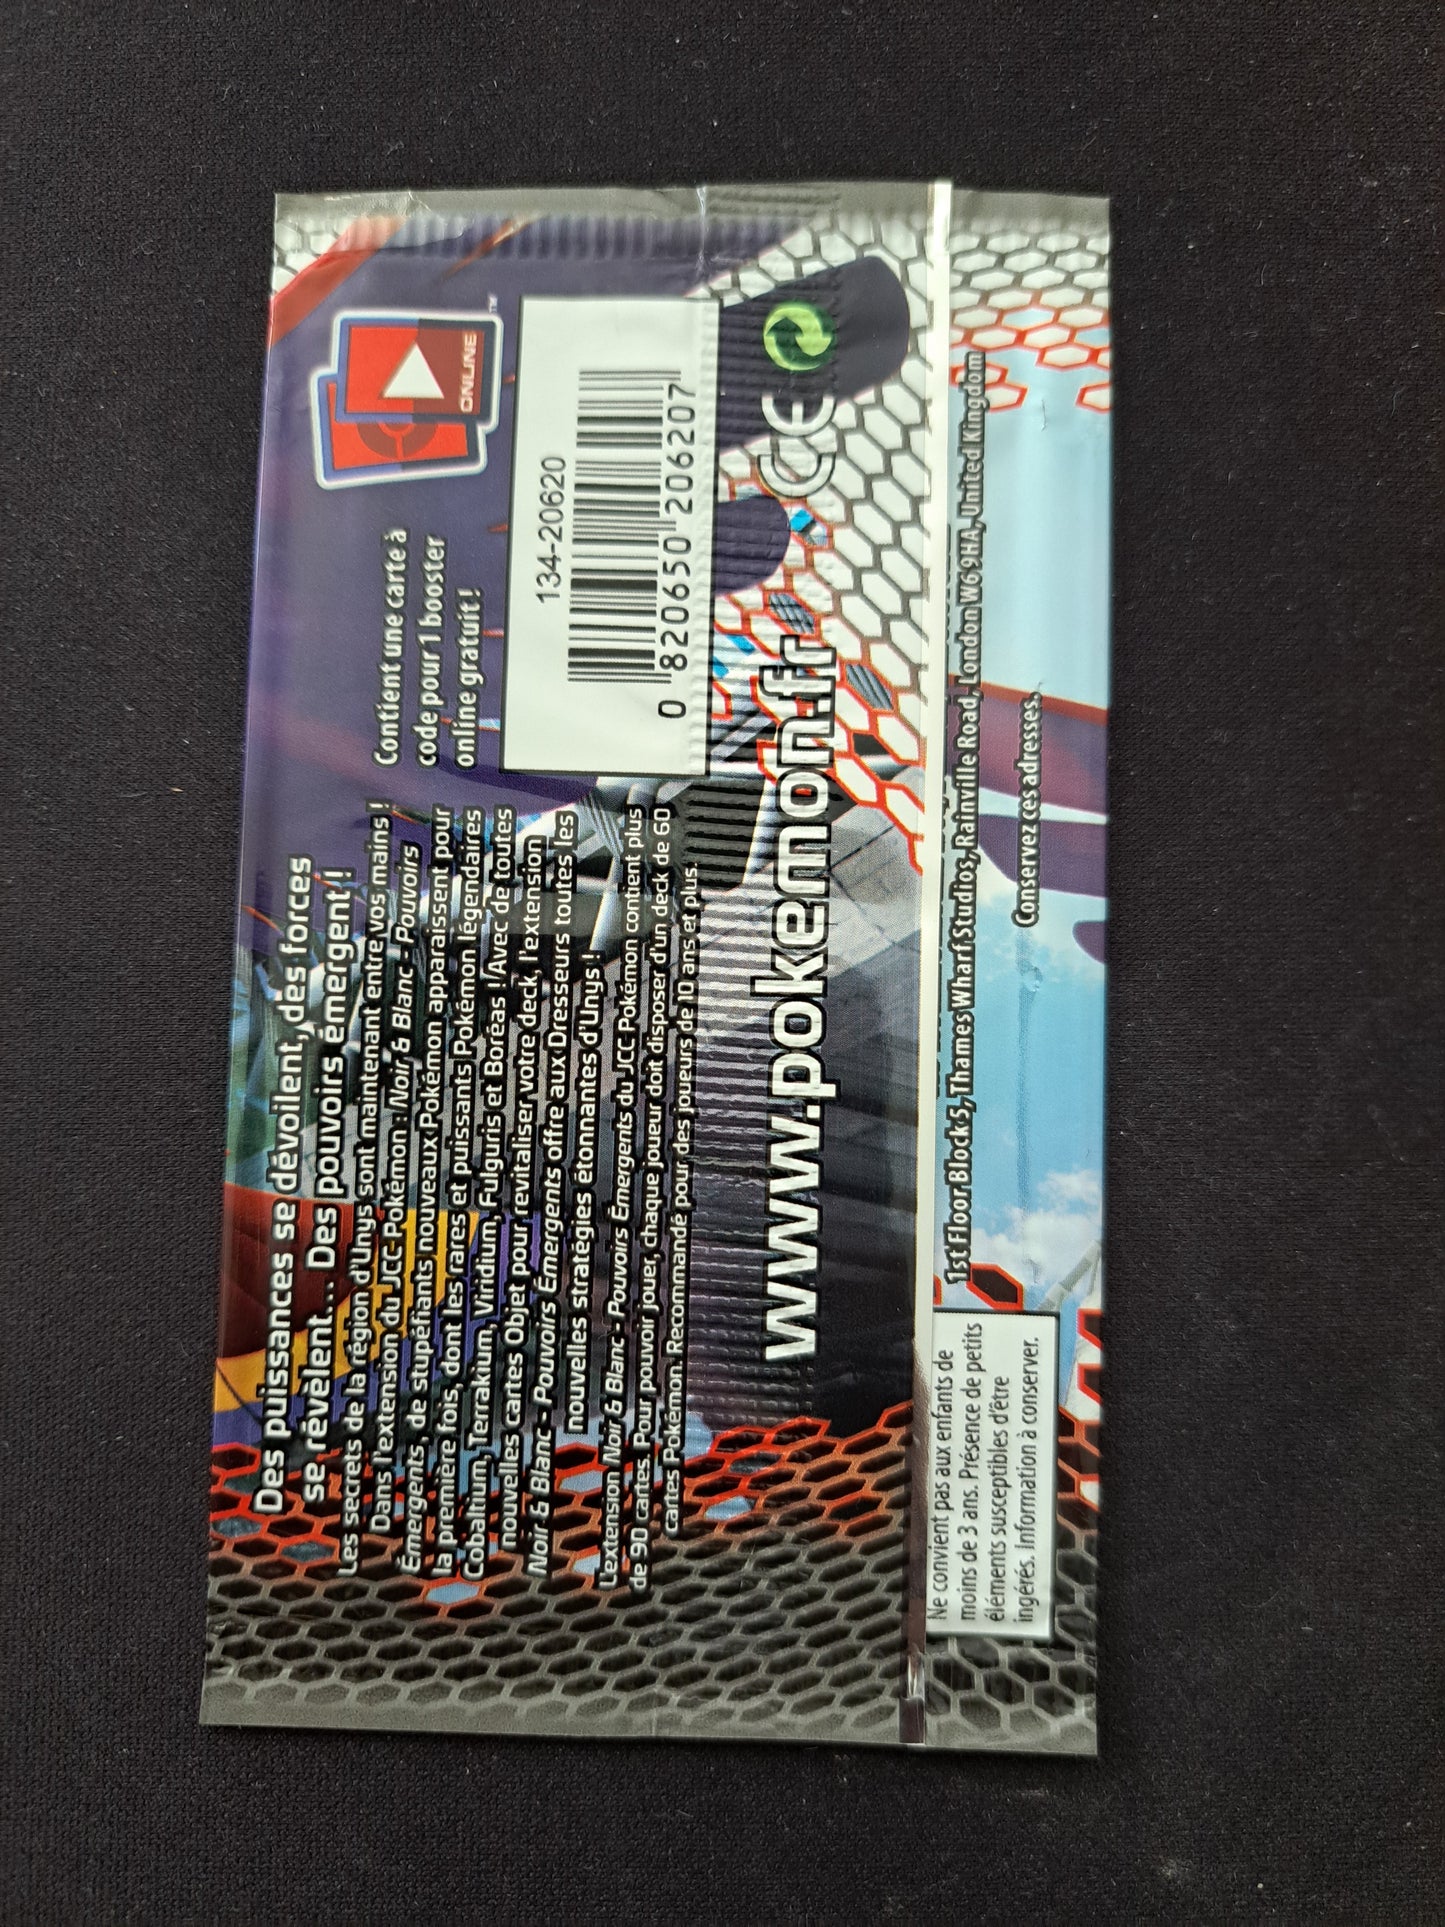 Des puissances se dévoilent, des forces
se révèlent... Des pouvoirs émergent !
Les secrets de la région d'Unys sont maintenant entre vos mains !
Dans l'extension du JCC-Pokémon : Noir & Blanc - Pouvoirs
Émergents, de stupéfiants nouveaux Pokémon apparaissent pour
la première fois, dont les rares et puissants Pokémon légendaires
Cobaltium, Terrakium, Viridium, Fulguris et Boréas ! Avec de toutes
nouvelles cartes Objet pour revitaliser votre deck, l'extension
Noir & Blanc - Pouvoirs Émergents offre aux Dresseurs toutes les
nouvelles stratégies étonnantes d'Unys !
L'extension Noir & Blanc - Pouvoirs Émergents du JCC Pokémon contient plus
de 90 cartes. Pour pouvoir jouer, chaque joueur doit disposer d'un deck de 60
cartes Pokémon. Recommandé pour des joueurs de 10 ans et plus.
ONLINE
TM
Contient une carte à
code pour 1 booster
online gratuit !
134-20620
0 820650 206207
www.pokemon.fr
CE
1st Floor Block 5, Thames Wharf Studios, Rainville Road, London W6 9HA, United Kingdom
Conservez ces adresses.
Ne convient pas aux enfants de
moins de 3 ans. Présence de petits
éléments susceptibles d'être
ingérés. Information à conserver.